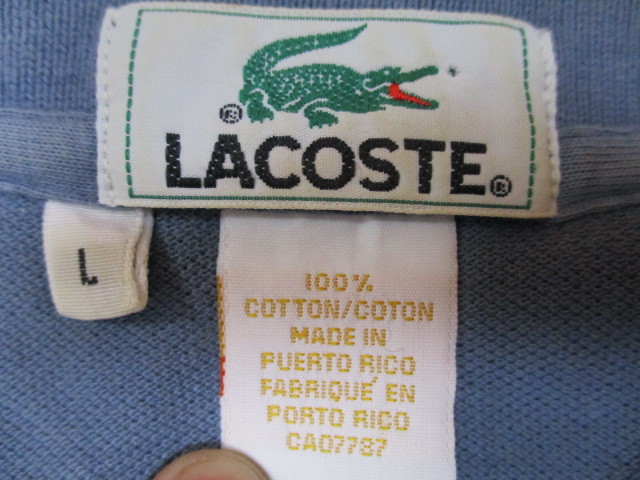 ®
LACOSTE®
L
100%
COTTON/COTON
MADE IN
PUERTO RICO
FABRIQUÉ EN
PORTO RICO
CA07787